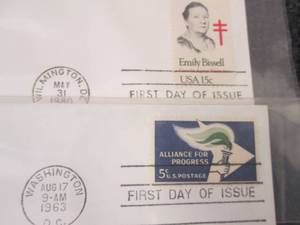 Emily Bissell
USA 15c
WILMINGTON, D
MAY
31
1980
FIRST DAY OF ISSUE
ALLIANCE FOR
PROGRESS
5¢ U.S. POSTAGE
WASHINGTON
AUG 17
9-AM
1963
D.C.
FIRST DAY OF ISSUE